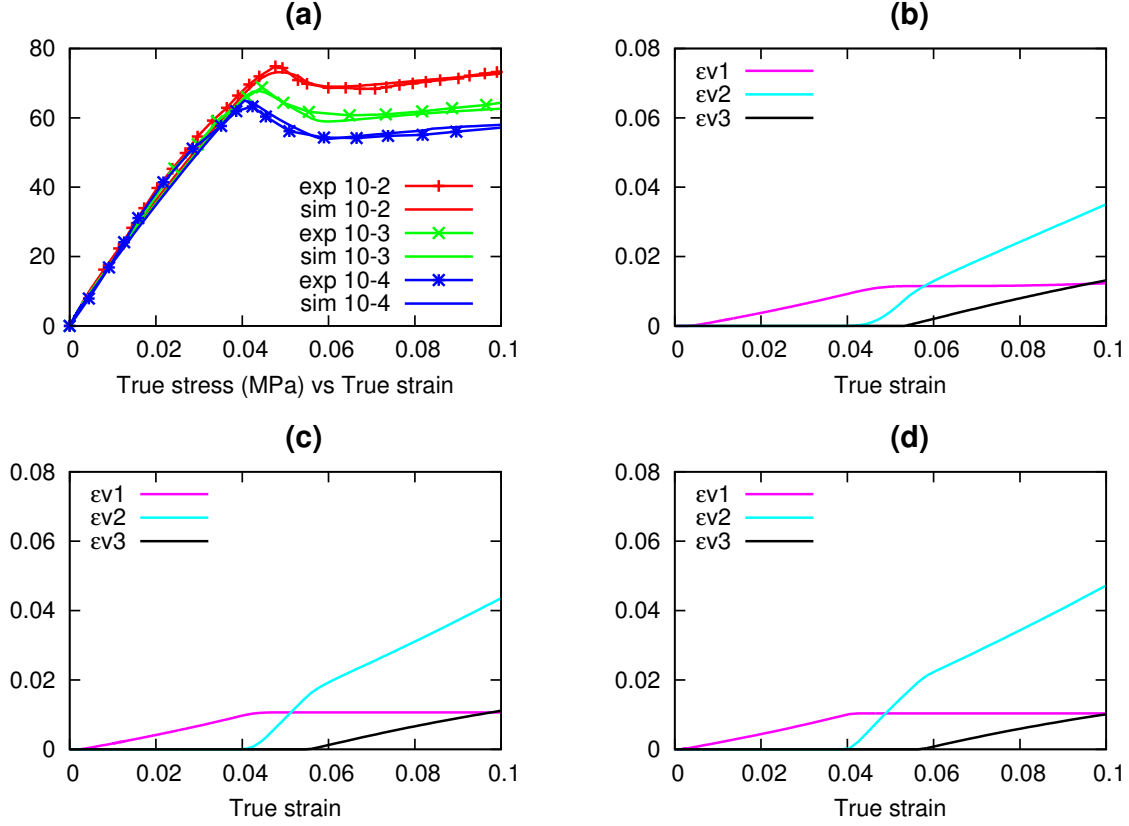 (a)
80
60
40
20
0
exp 10-2
sim 10-2
exp 10-3
sim 10-3
exp 10-4
sim 10-4
0 0.02 0.04 0.06 0.08 0.1
True stress (MPa) vs True strain
(b)
0.08
0.06
0.04
0.02
0
εv1
εv2
εv3
0 0.02 0.04 0.06 0.08 0.1
True strain
(c)
0.08
0.06
0.04
0.02
0
εv1
εv2
εv3
0 0.02 0.04 0.06 0.08 0.1
True strain
(d)
0.08
0.06
0.04
0.02
0
εv1
εv2
εv3
0 0.02 0.04 0.06 0.08 0.1
True strain